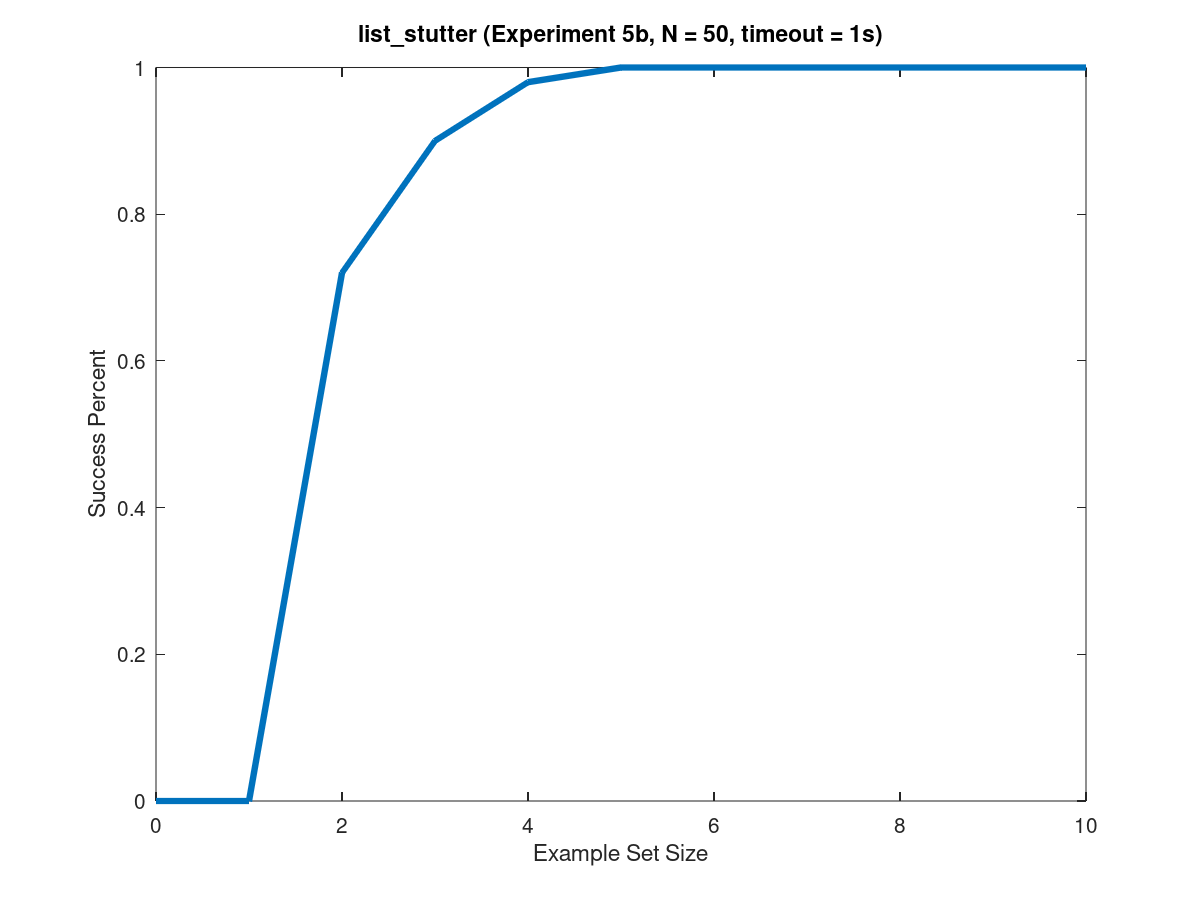 list_stutter (Experiment 5b, N = 50, timeout = 1s)
1
0.8
0.6
0.4
0.2
0
Success Percent
0 2 4 6 8 10
Example Set Size